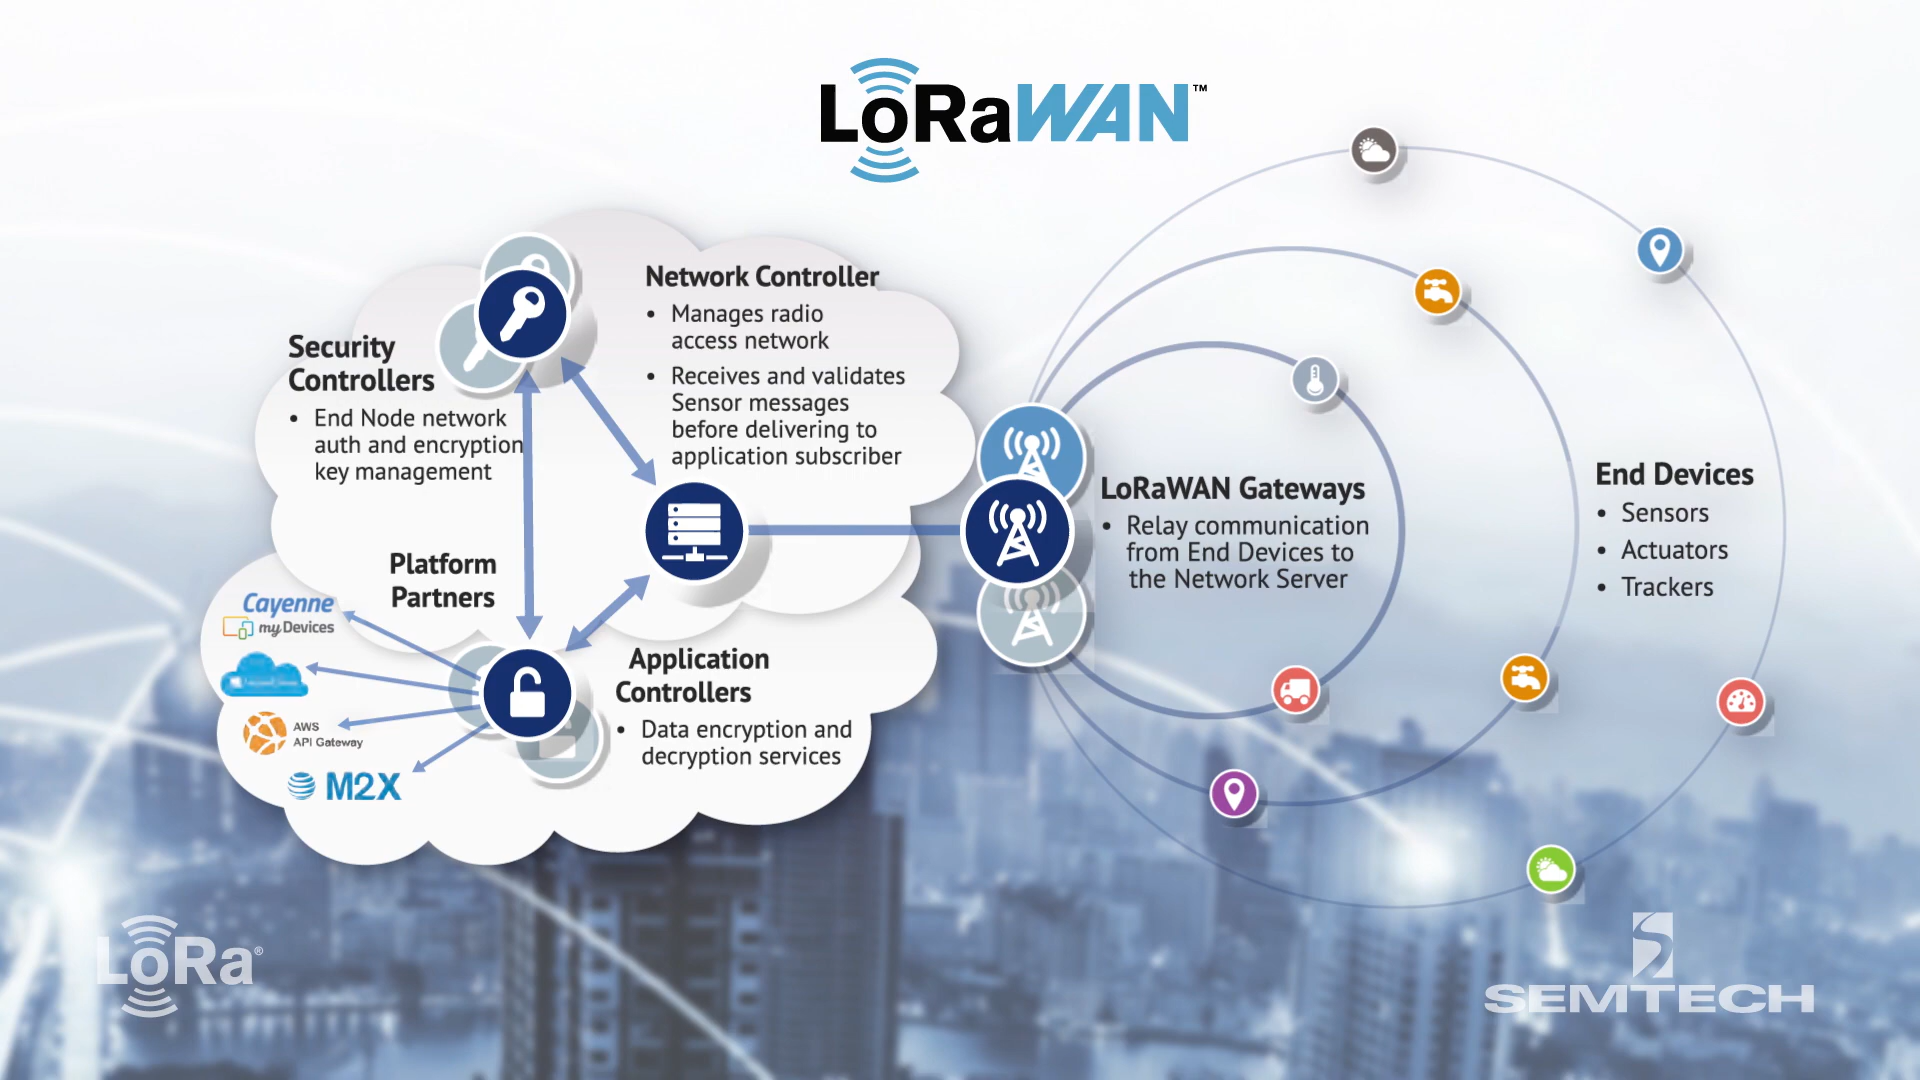 LoRaWAN™
Security
Controllers
• End Node network
auth and encryption
key management
Network Controller
• Manages radio
access network
• Receives and validates
Sensor messages
before delivering to
application subscriber
LoRaWAN Gateways
• Relay communication
from End Devices to
the Network Server
End Devices
• Sensors
• Actuators
• Trackers
Platform
Partners
Cayenne
myDevices
AWS
API Gateway
M2X
Application
Controllers
• Data encryption and
decryption services
LoRa®
SEMTECH